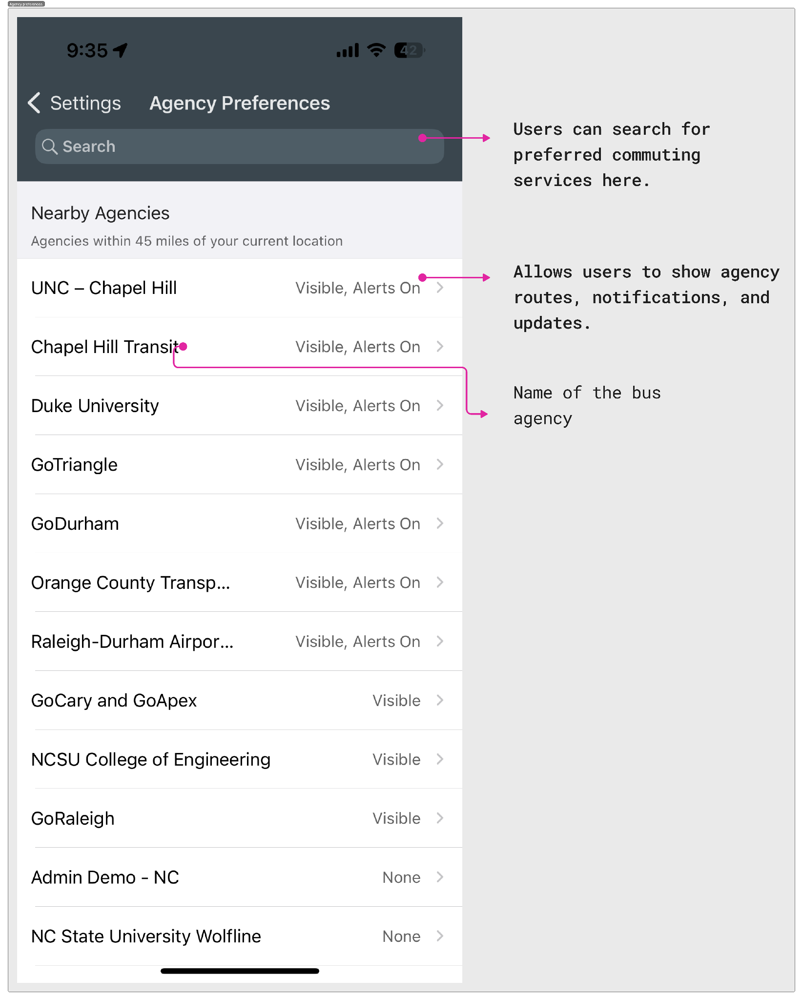 Agency preferences
9:35
42
Settings
Agency Preferences
Search
Users can search for
preferred commuting
services here.
Nearby Agencies
Agencies within 45 miles of your current location
UNC – Chapel Hill
Visible, Alerts On
Allows users to show agency
routes, notifications, and
updates.
Chapel Hill Transit
Visible, Alerts On
Name of the bus
agency
Duke University
Visible, Alerts On
GoTriangle
Visible, Alerts On
GoDurham
Visible, Alerts On
Orange County Transp...
Visible, Alerts On
Raleigh-Durham Airpor...
Visible, Alerts On
GoCary and GoApex
Visible
NCSU College of Engineering
Visible
GoRaleigh
Visible
Admin Demo - NC
None
NC State University Wolfline
None